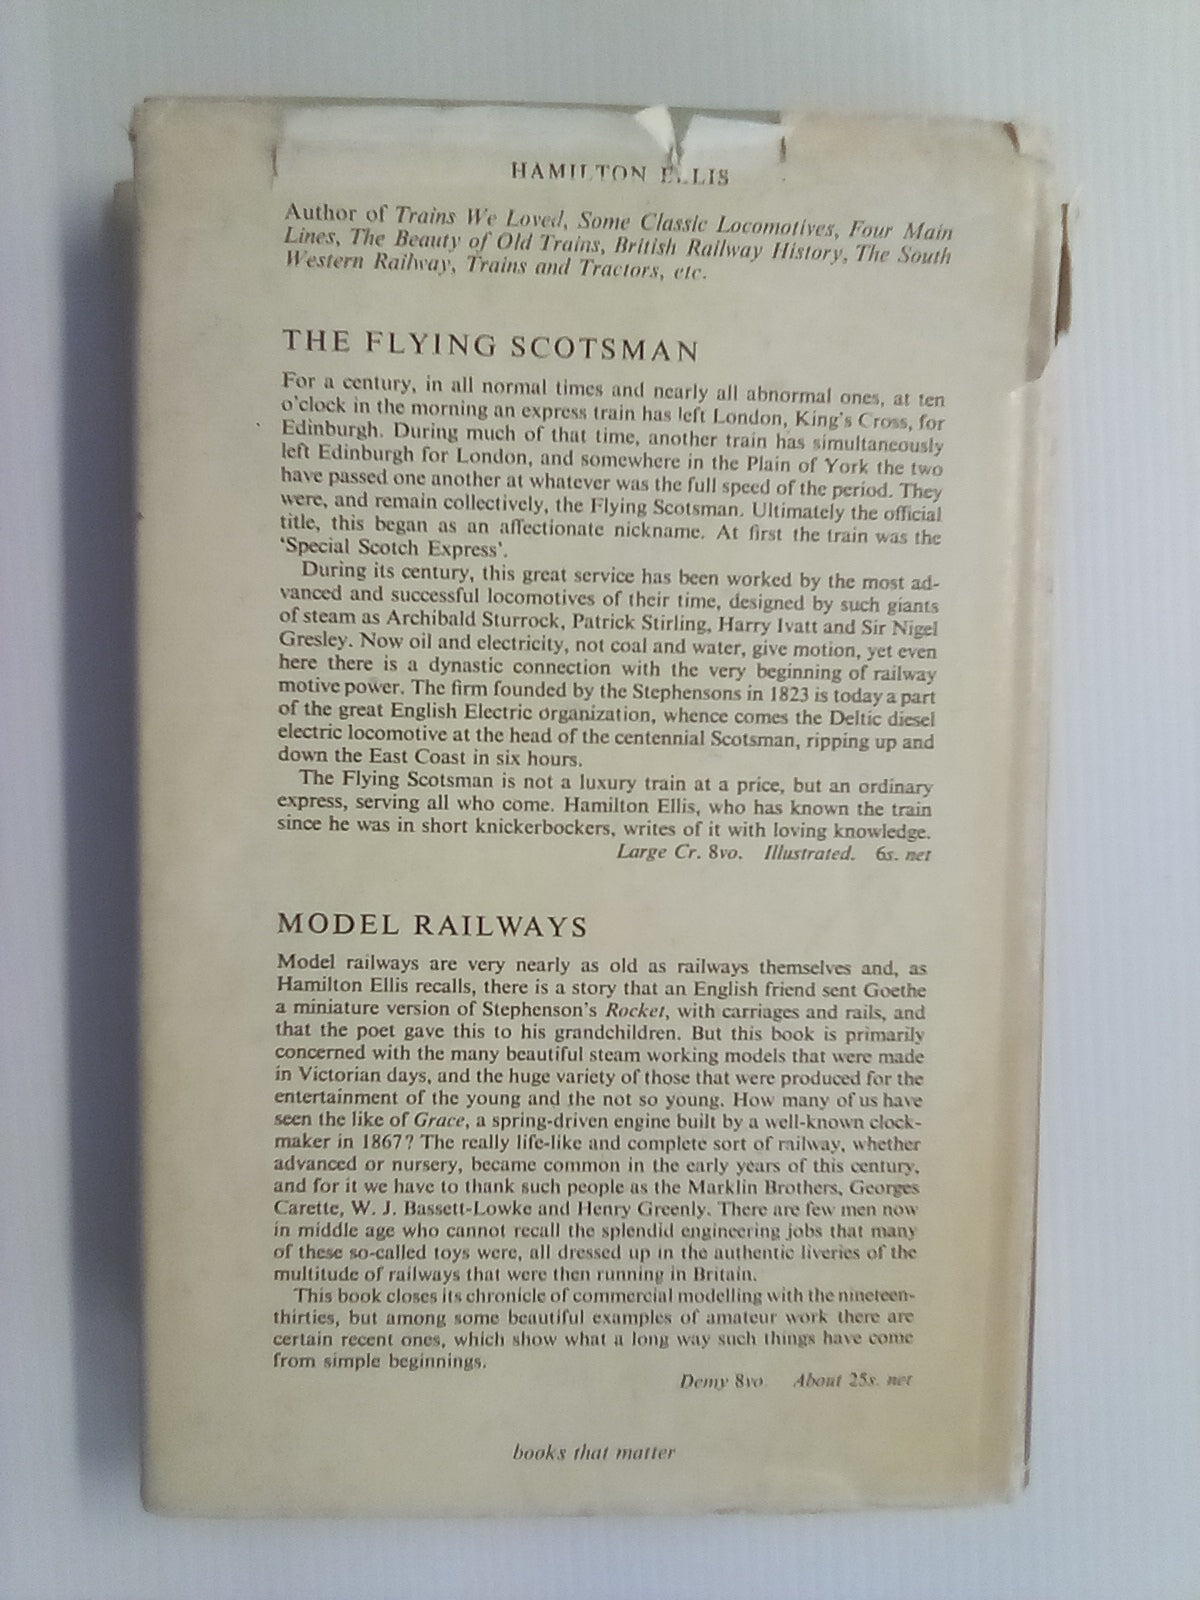 HAMILTON ELLIS
Author of Trains We Loved, Some Classic Locomotives, Four Main
Lines, The Beauty of Old Trains, British Railway History, The South
Western Railway, Trains and Tractors, etc.
THE FLYING SCOTSMAN
For a century, in all normal times and nearly all abnormal ones, at ten
o'clock in the morning an express train has left London, King's Cross, for
Edinburgh. During much of that time, another train has simultaneously
left Edinburgh for London, and somewhere in the Plain of York the two
have passed one another at whatever was the full speed of the period. They
were, and remain collectively, the Flying Scotsman. Ultimately the official
title, this began as an affectionate nickname. At first the train was the
'Special Scotch Express'.
During its century, this great service has been worked by the most ad-
vanced and successful locomotives of their time, designed by such giants
of steam as Archibald Sturrock, Patrick Stirling, Harry Ivatt and Sir Nigel
Gresley. Now oil and electricity, not coal and water, give motion, yet even
here there is a dynastic connection with the very beginning of railway
motive power. The firm founded by the Stephensons in 1823 is today a part
of the great English Electric organization, whence comes the Deltic diesel
electric locomotive at the head of the centennial Scotsman, ripping up and
down the East Coast in six hours.
The Flying Scotsman is not a luxury train at a price, but an ordinary
express, serving all who come. Hamilton Ellis, who has known the train
since he was in short knickerbockers, writes of it with loving knowledge.
Large Cr. 8vo. Illustrated. 6s. net
MODEL RAILWAYS
Model railways are very nearly as old as railways themselves and, as
Hamilton Ellis recalls, there is a story that an English friend sent Goethe
a miniature version of Stephenson's Rocket, with carriages and rails, and
that the poet gave this to his grandchildren. But this book is primarily
concerned with the many beautiful steam working models that were made
in Victorian days, and the huge variety of those that were produced for the
entertainment of the young and the not so young. How many of us have
seen the like of Grace, a spring-driven engine built by a well-known clock-
maker in 1867? The really life-like and complete sort of railway, whether
advanced or nursery, became common in the early years of this century,
and for it we have to thank such people as the Marklin Brothers, Georges
Carette, W. J. Bassett-Lowke and Henry Greenly. There are few men now
in middle age who cannot recall the splendid engineering jobs that many
of these so-called toys were, all dressed up in the authentic liveries of the
multitude of railways that were then running in Britain.
This book closes its chronicle of commercial modelling with the nineteen-
thirties, but among some beautiful examples of amateur work there are
certain recent ones, which show what a long way such things have come
from simple beginnings.
Demy 8vo. About 25s. net
books that matter